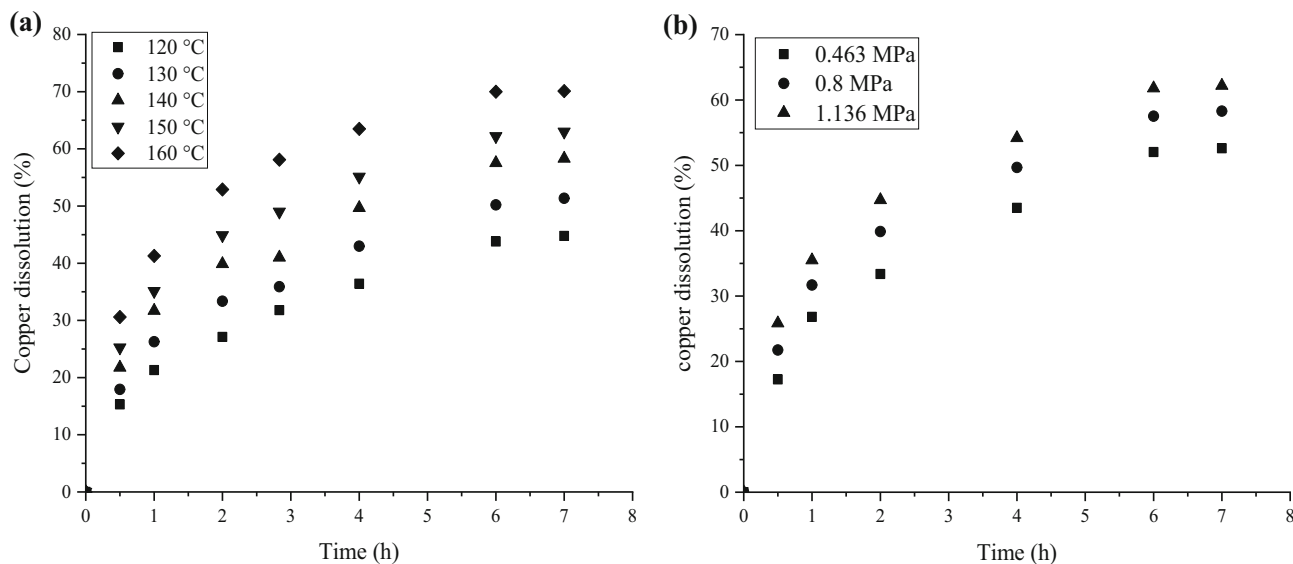 (a)
120 °C
130 °C
140 °C
150 °C
160 °C
Copper dissolution (%)
80
70
60
50
40
30
20
10
0
0 1 2 3 4 5 6 7 8
Time (h)
(b)
0.463 MPa
0.8 MPa
1.136 MPa
copper dissolution (%)
70
60
50
40
30
20
10
0
0 1 2 3 4 5 6 7 8
Time (h)